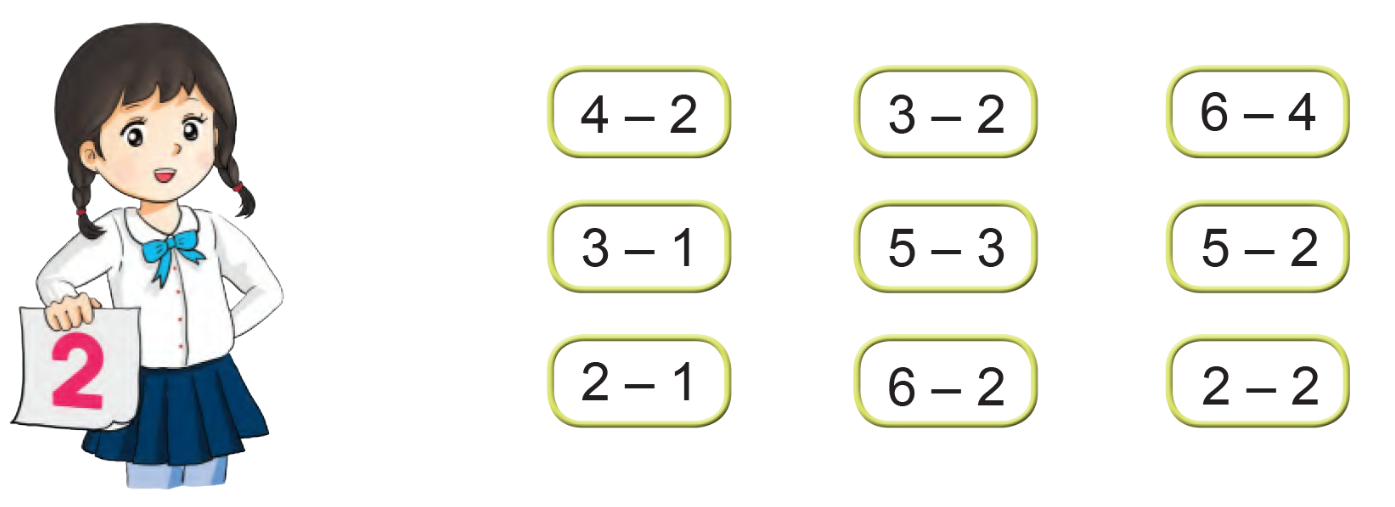 2
4 – 2
3 – 2
6 – 4
3 – 1
5 – 3
5 – 2
2 – 1
6 – 2
2 – 2